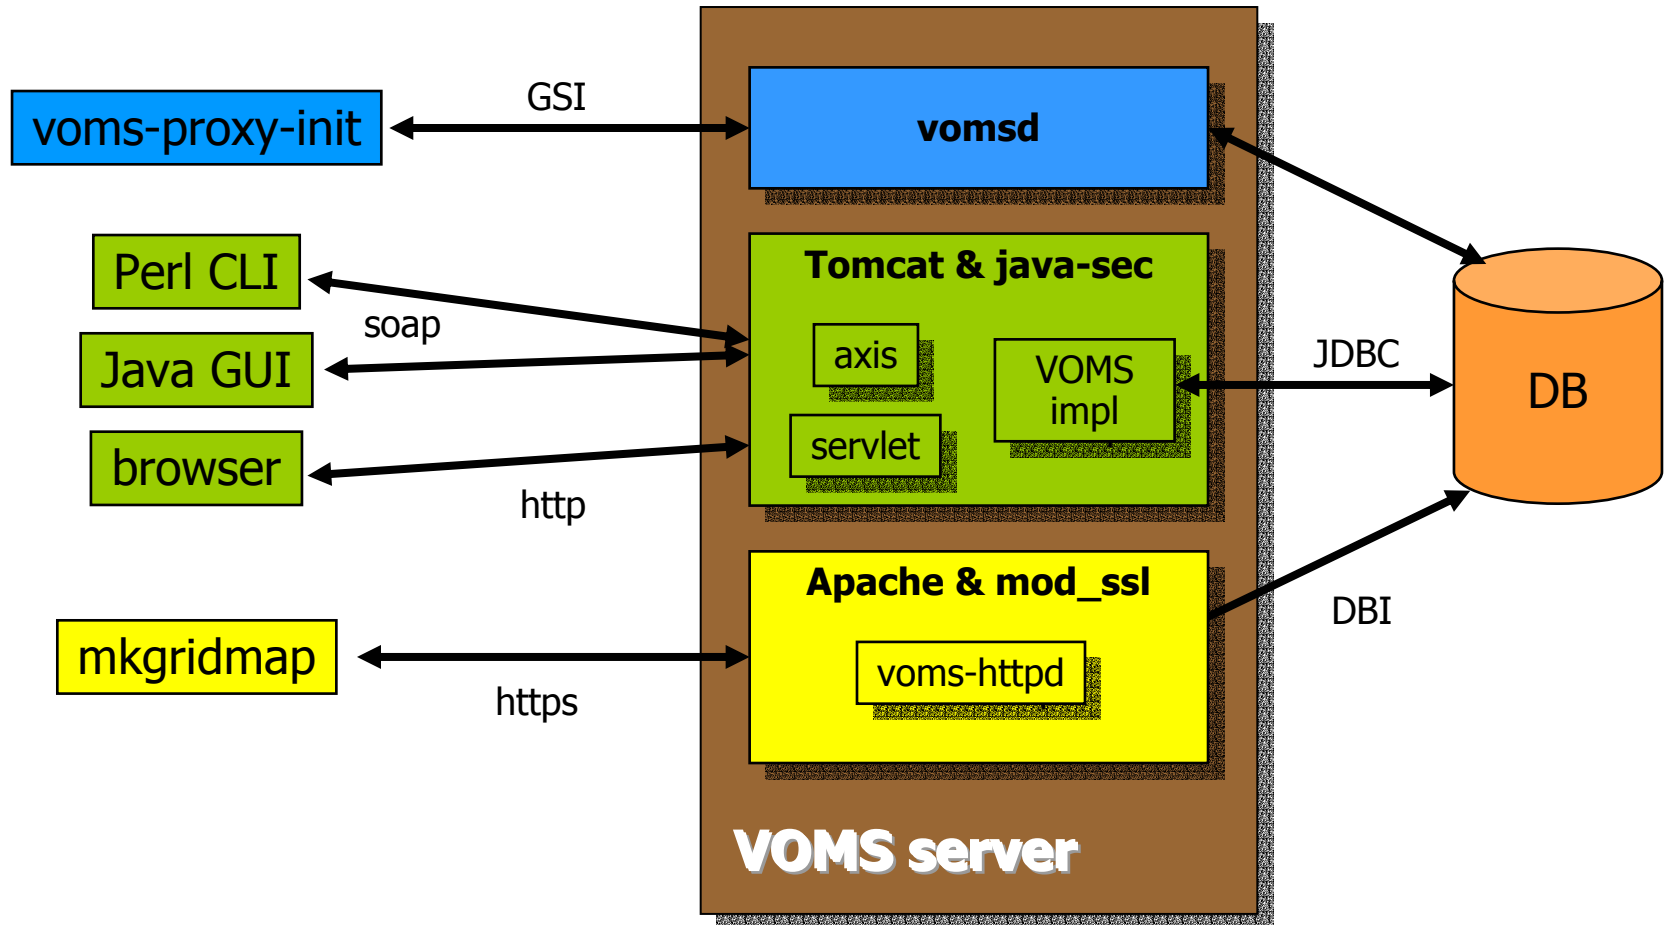 GSI
voms-proxy-init
vomsd
Perl CLI
Tomcat & java-sec
soap
Java GUI
axis
VOMS
impl
JDBC
DB
browser
servlet
http
Apache & mod_ssl
DBI
mkgridmap
voms-httpd
https
VOMS server